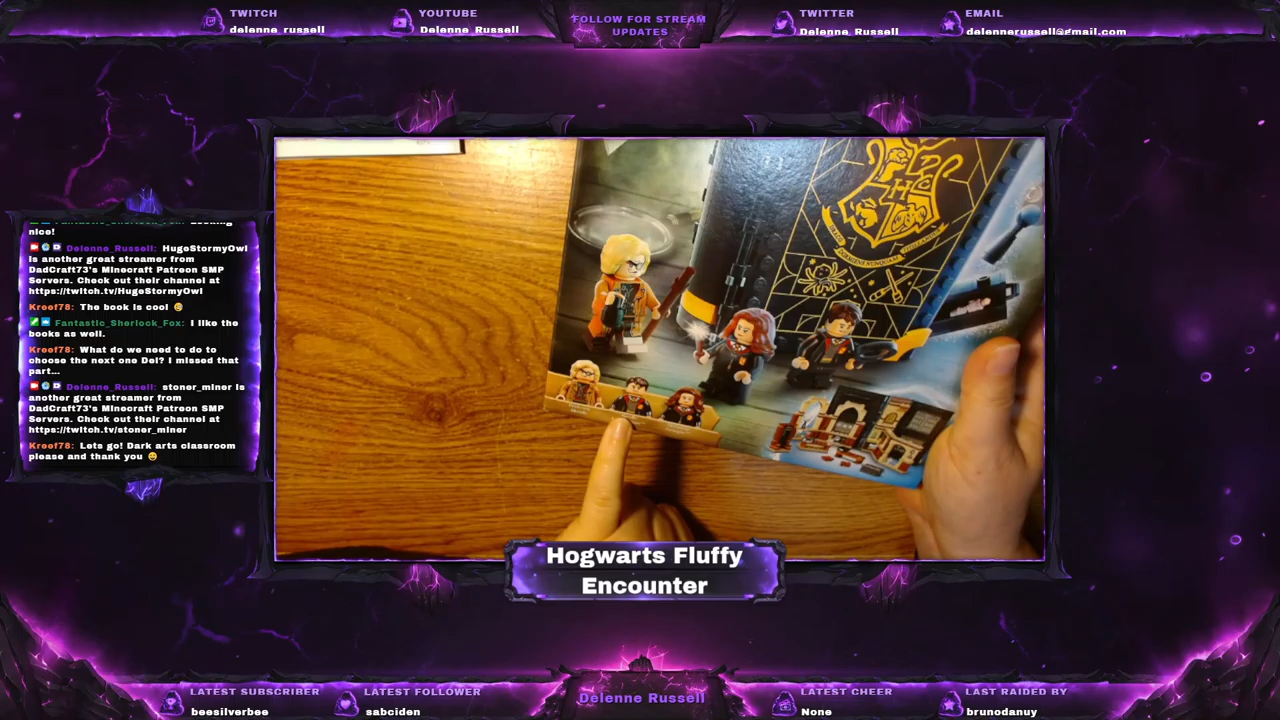 TWITCH
delenne_russell
YOUTUBE
Delenne_Russell
FOLLOW FOR STREAM
UPDATES
TWITTER
Delenne_Russell
EMAIL
delennerussell@gmail.com
nice!
Delenne_Russell: HugeStormyOwl
is another great streamer from
DadCraft73's Minecraft Patreon SMP
Servers. Check out their channel at
https://twitch.tv/HugeStormyOwl
Kreef78: The book is cool
Fantastic_Sherlock_Fox: I like the
books as well.
Kreef78: What do we need to do to
choose the next one Del? I missed that
part...
Delenne_Russell: stoner_miner is
another great streamer from
DadCraft73's Minecraft Patreon SMP
Servers. Check out their channel at
https://twitch.tv/stoner_miner
Kreef78: Lets go! Dark arts classroom
please and thank you
Hogwarts Fluffy
Encounter
LATEST SUBSCRIBER
beesilverbee
LATEST FOLLOWER
sabciden
Delenne Russell
LATEST CHEER
None
LAST RAIDED BY
brunodanuy